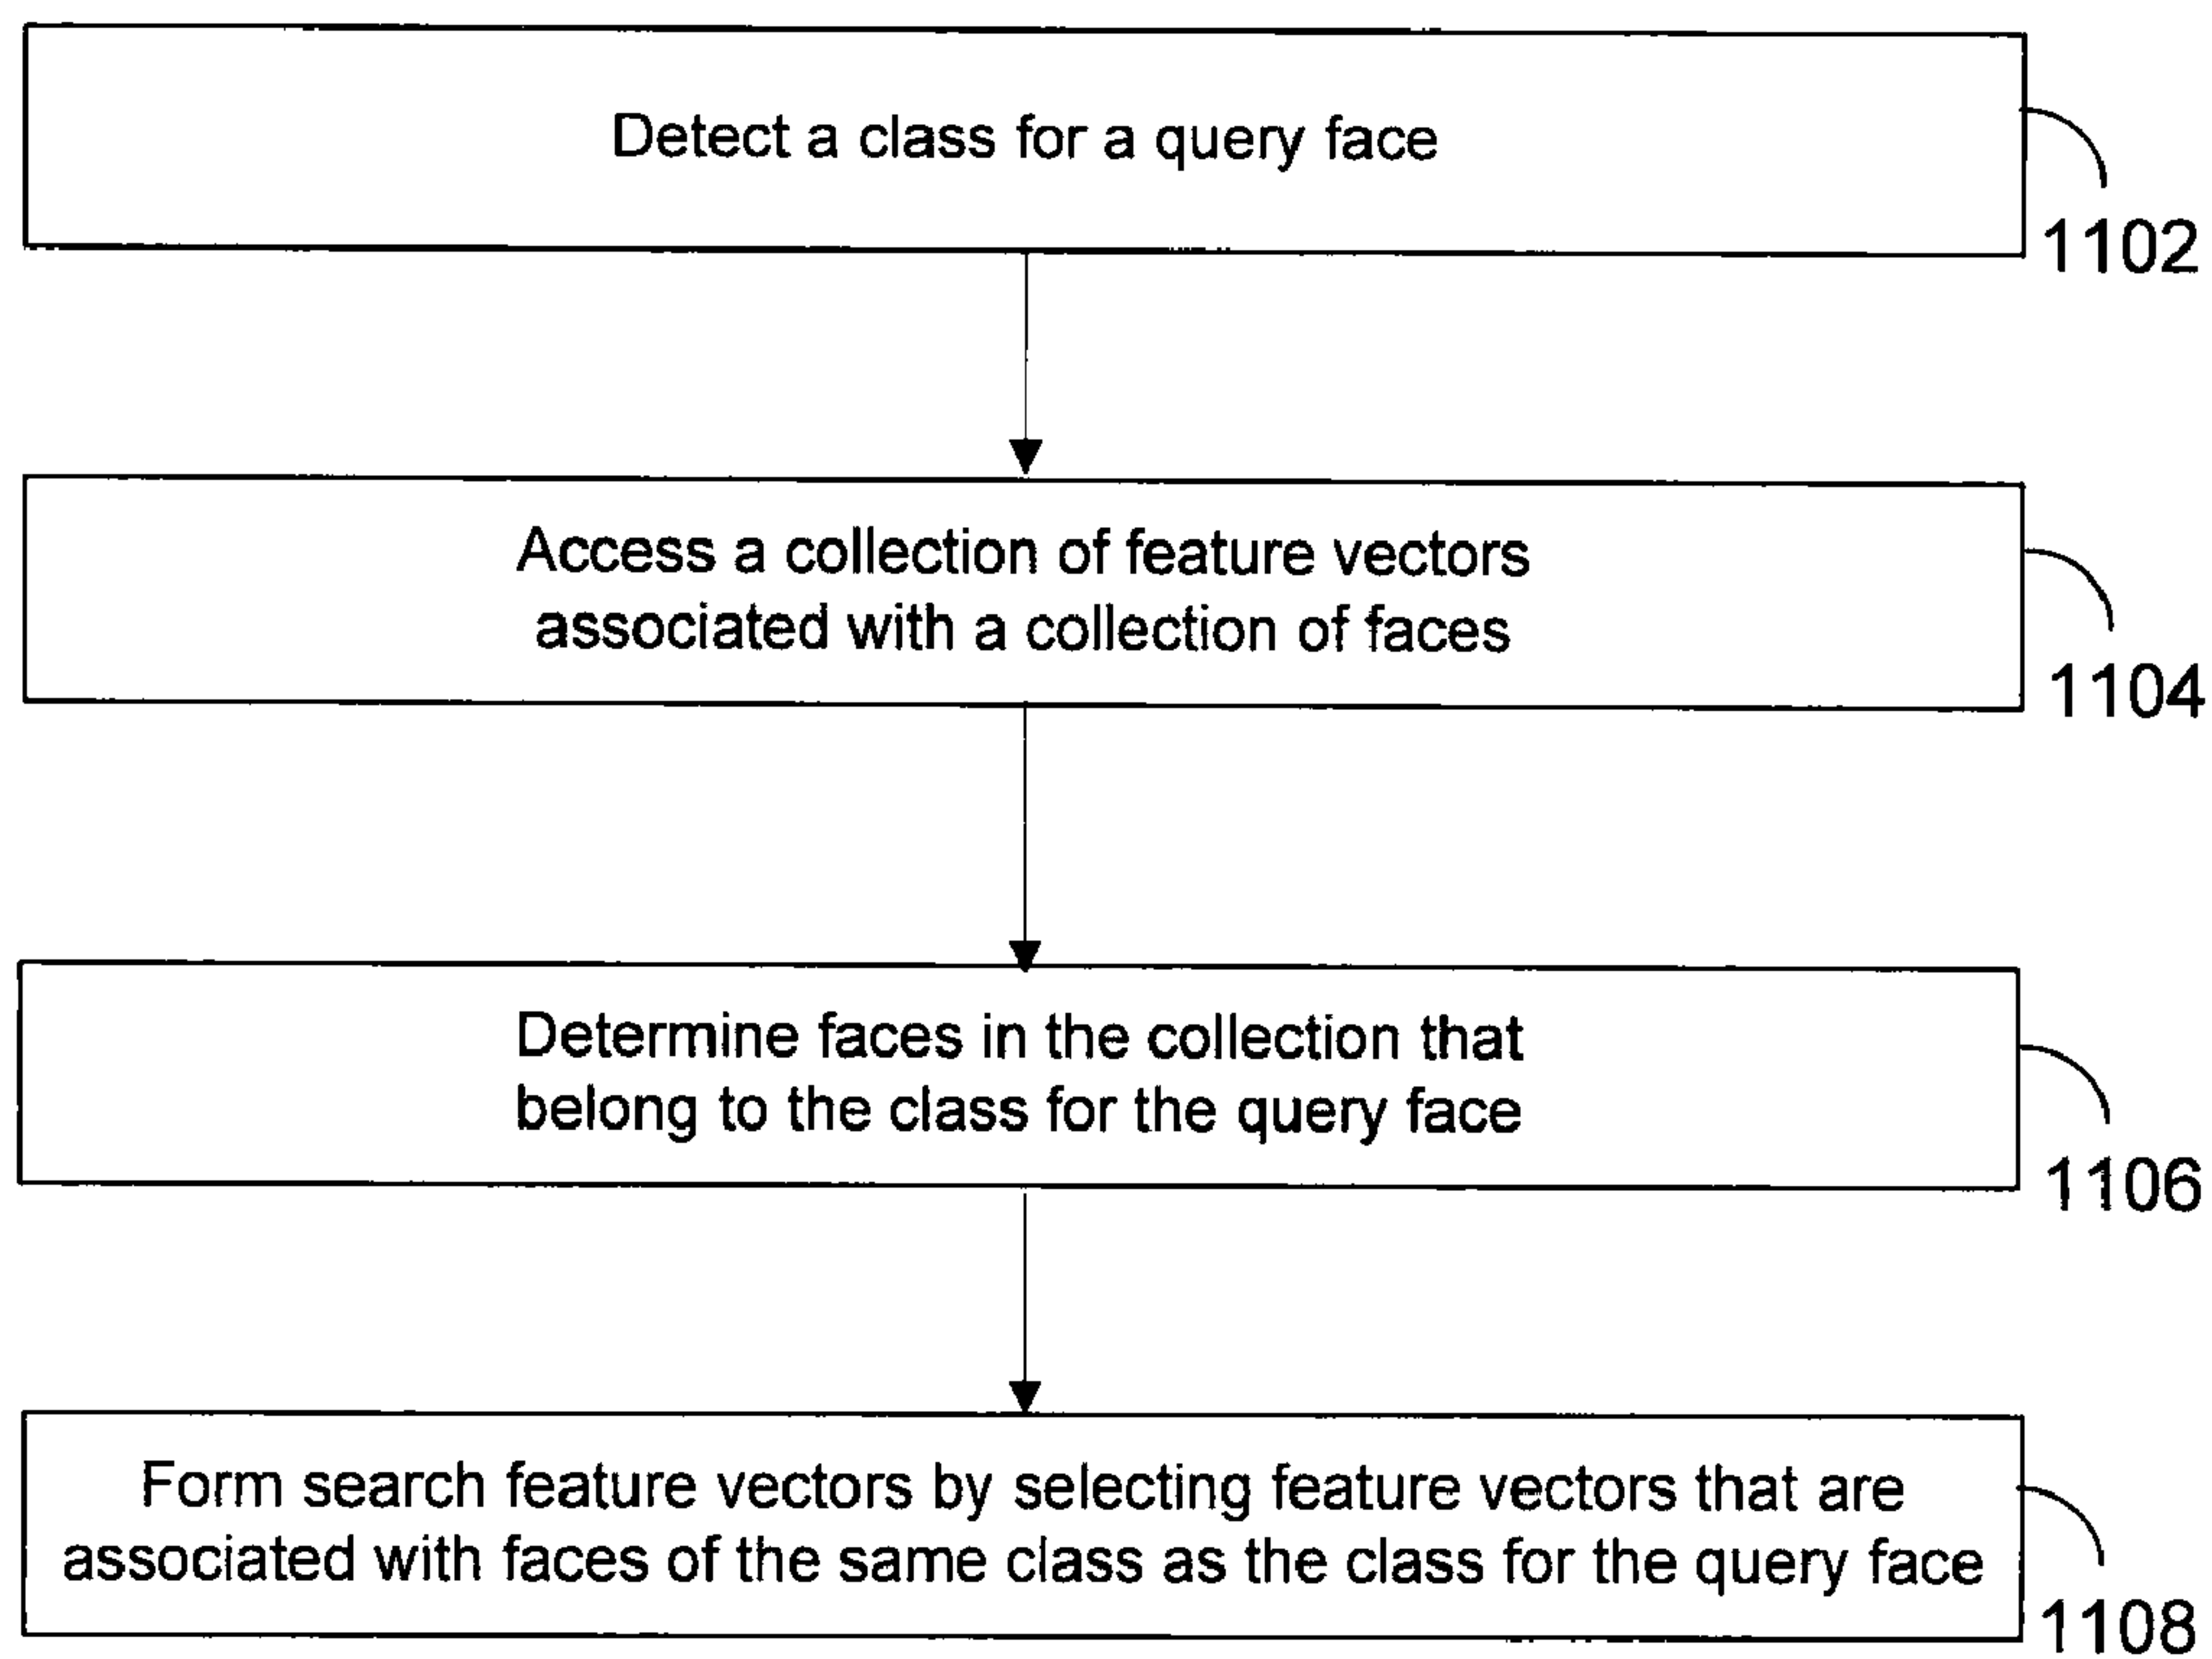 Detect a class for a query face
1102
Access a collection of feature vectors
associated with a collection of faces
1104
Determine faces in the collection that
belong to the class for the query face
1106
Form search feature vectors by selecting feature vectors that are
associated with faces of the same class as the class for the query face
1108